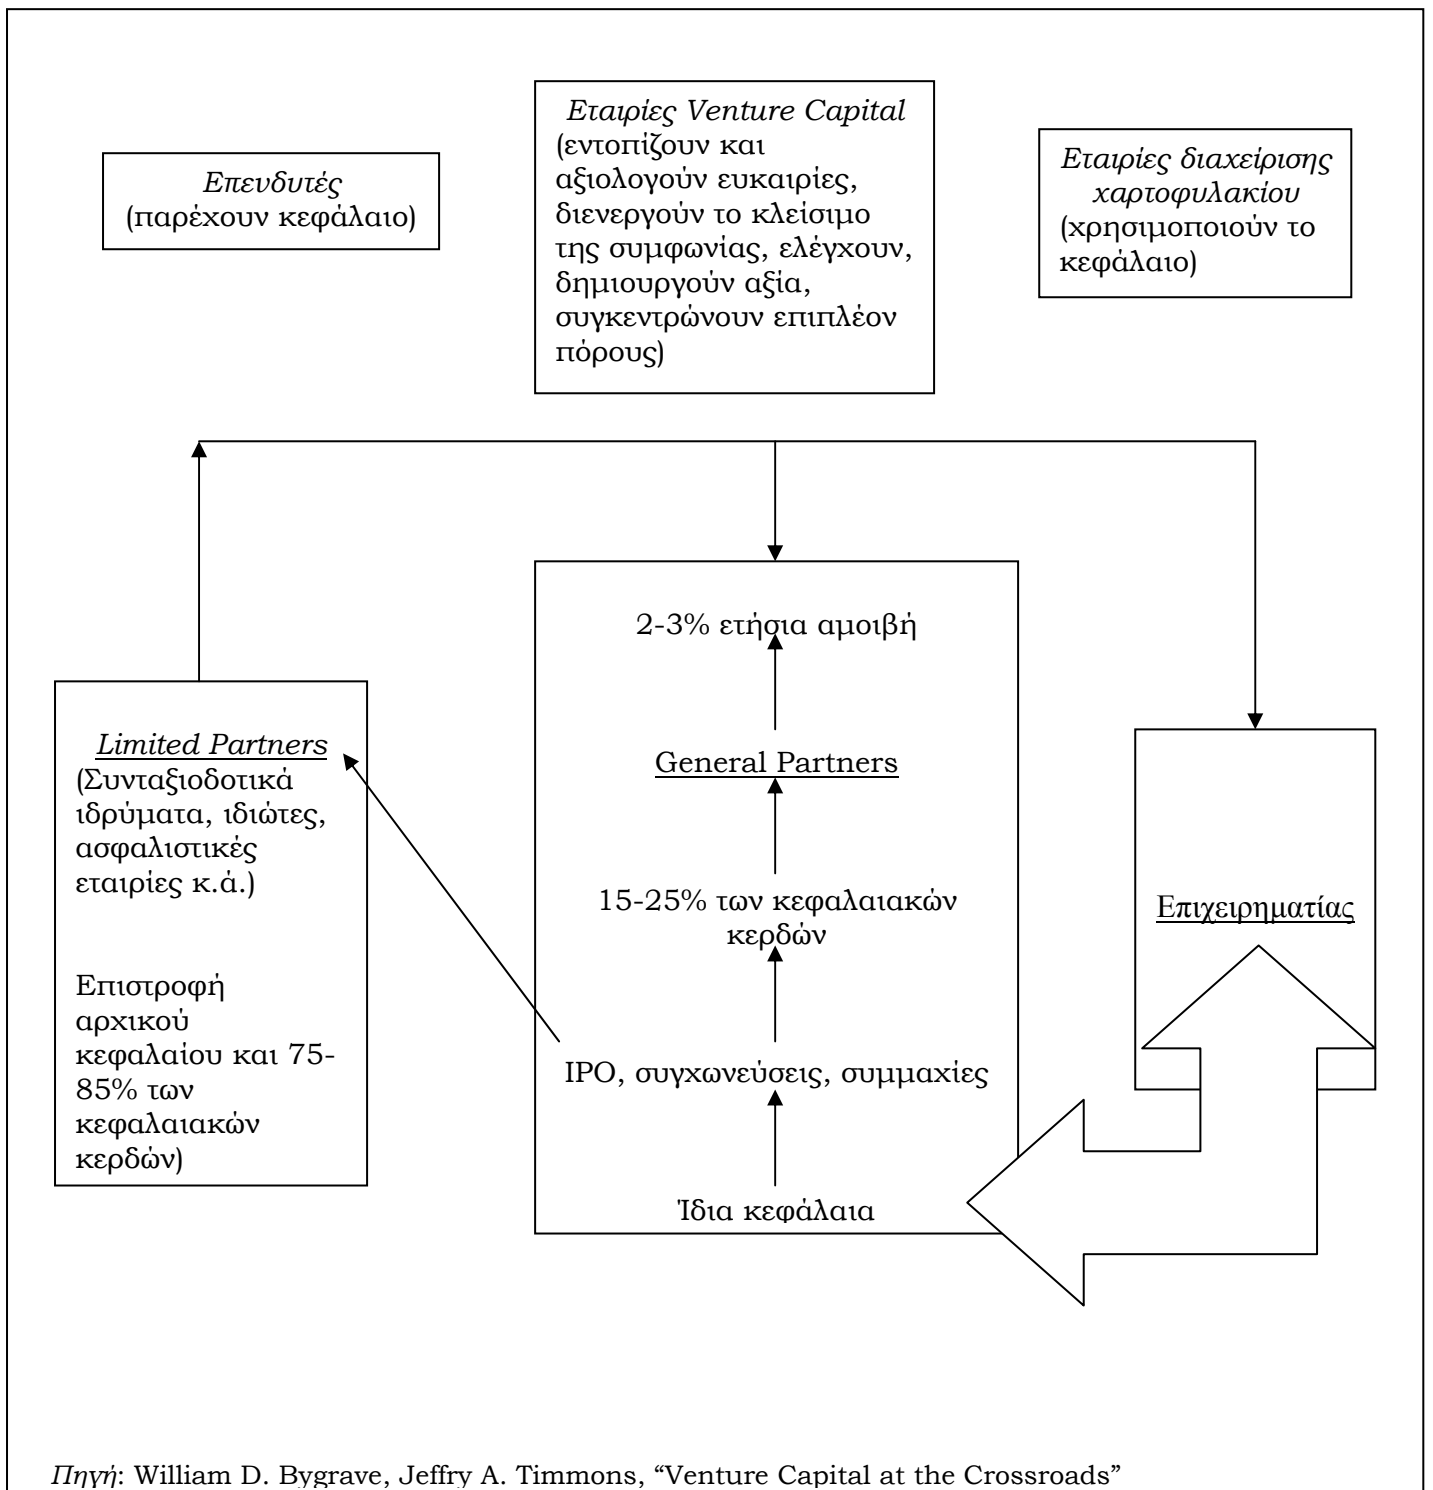 Επενδυτές
(παρέχουν κεφάλαιο)
Εταιρίες Venture Capital
(εντοπίζουν και
αξιολογούν ευκαιρίες,
διενεργούν το κλείσιμο
της συμφωνίας, ελέγχουν,
δημιουργούν αξία,
συγκεντρώνουν επιπλέον
πόρους)
Εταιρίες διαχείρισης
χαρτοφυλακίου
(χρησιμοποιούν το
κεφάλαιο)
Limited Partners
(Συνταξιοδοτικά
ιδρύματα, ιδιώτες,
ασφαλιστικές
εταιρίες κ.ά.)
Επιστροφή
αρχικού
κεφαλαίου και 75-
85% των
κεφαλαιακών
κερδών)
2-3% ετήσια αμοιβή
General Partners
15-25% των κεφαλαιακών
κερδών
IPO, συγχωνεύσεις, συμμαχίες
Ίδια κεφάλαια
Επιχειρηματίας
Πηγή: William D. Bygrave, Jeffry A. Timmons, “Venture Capital at the Crossroads”